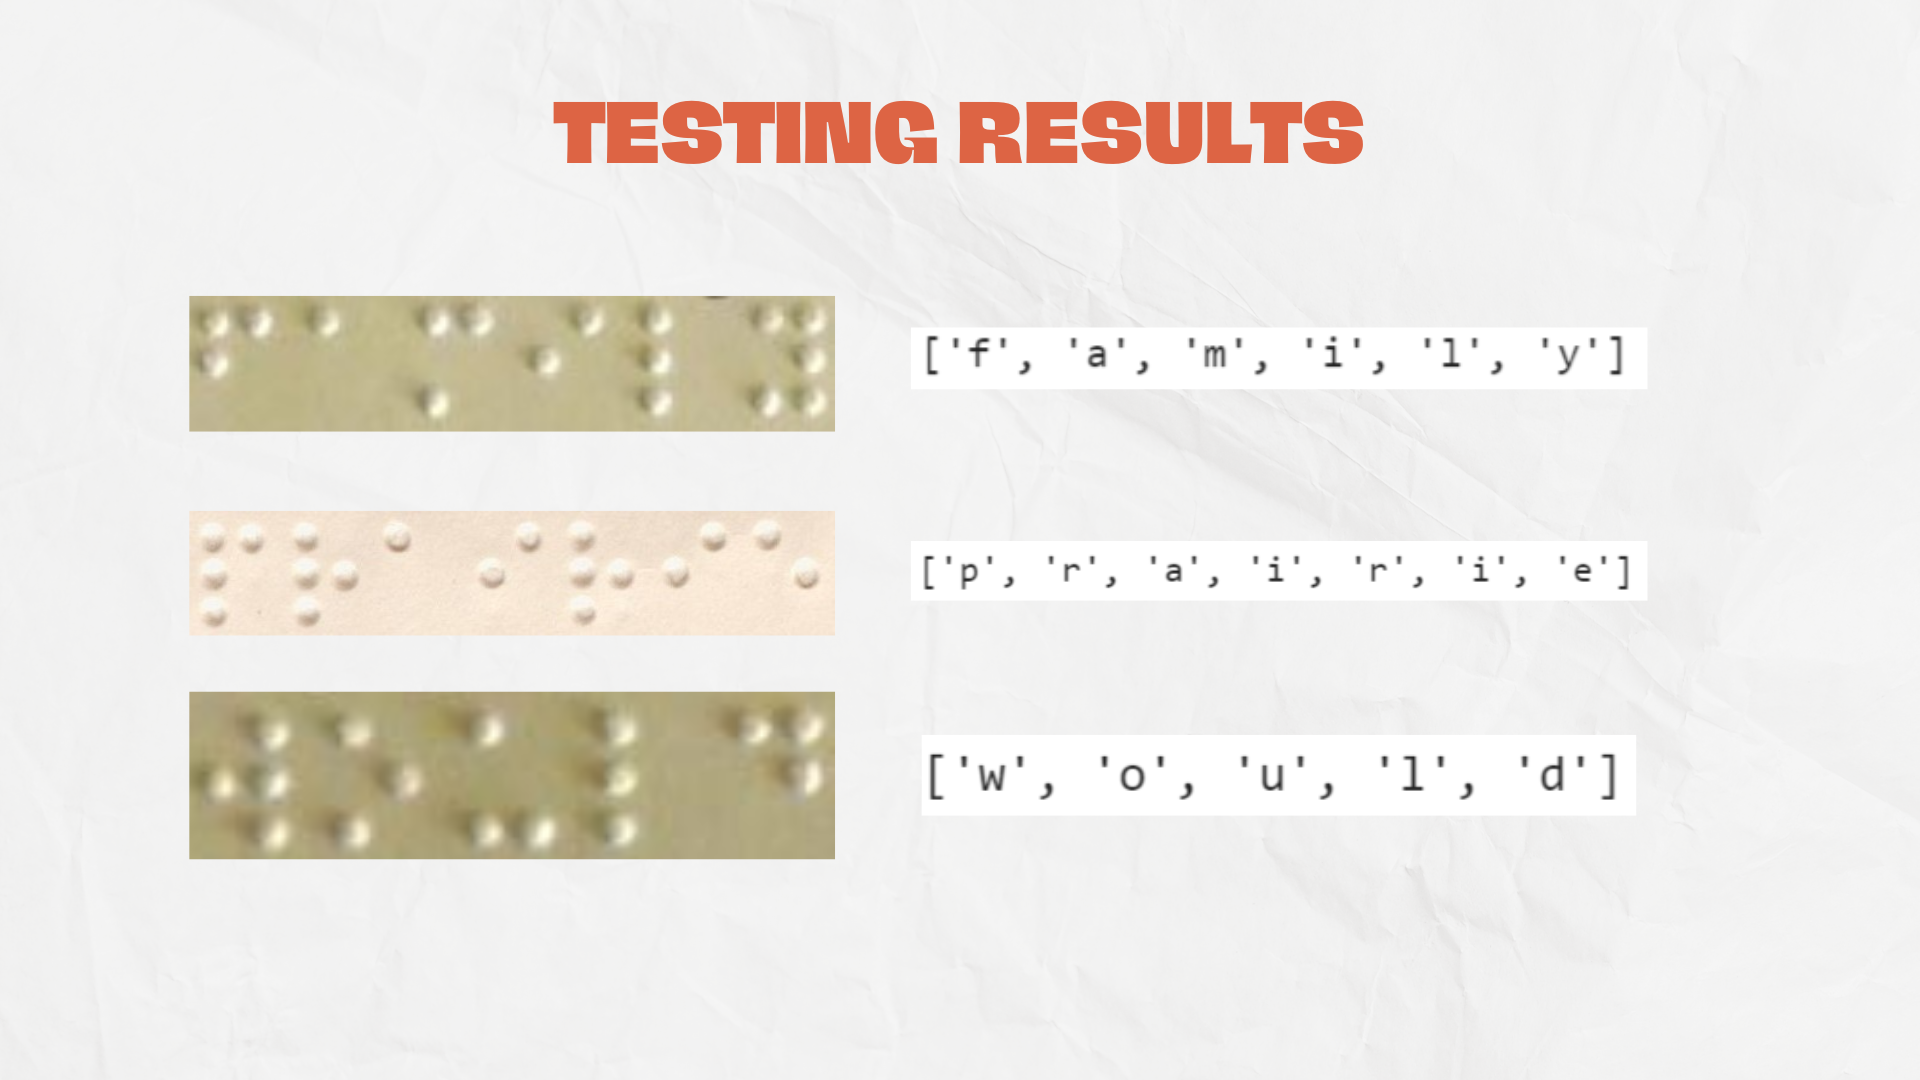 TESTING RESULTS
⠋⠁⠍⠊⠇⠽
['f', 'a', 'm', 'i', 'l', 'y']
⠏⠗⠁⠊⠗⠊⠑
['p', 'r', 'a', 'i', 'r', 'i', 'e']
⠺⠕⠥⠇⠙
['w', 'o', 'u', 'l', 'd']